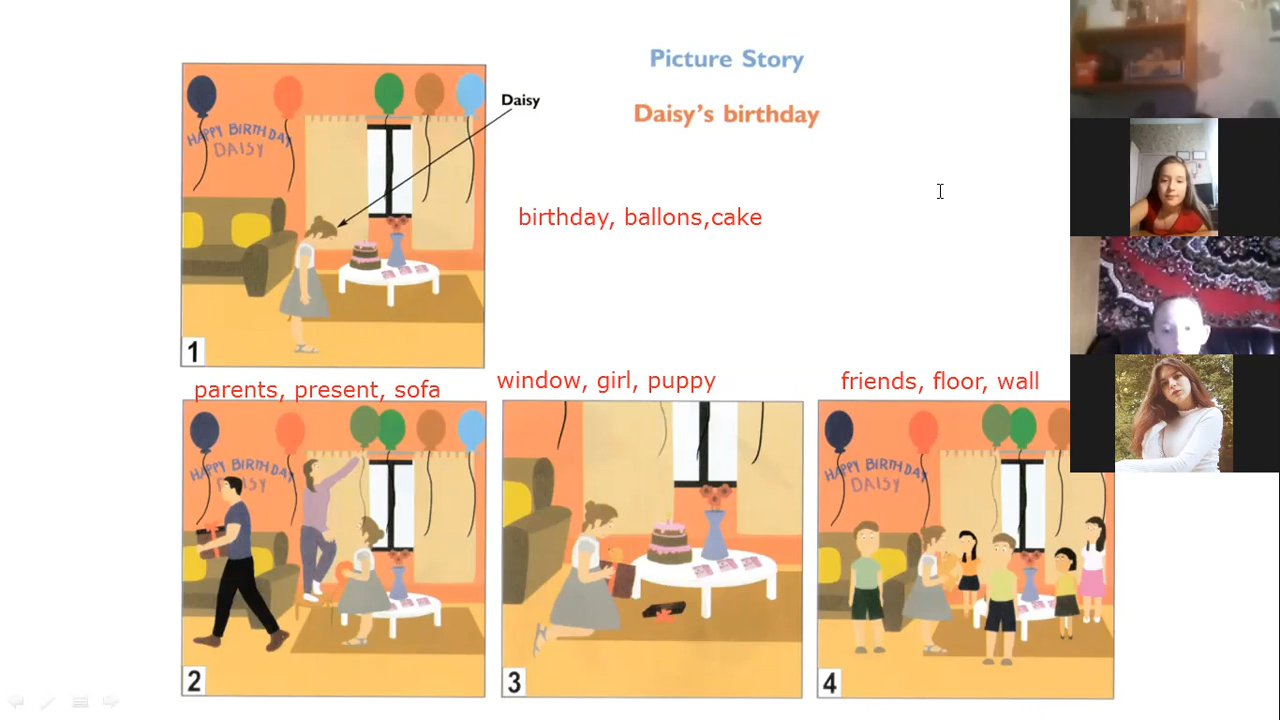 Picture Story
Daisy's birthday
Daisy
HAPPY BIRTHDAY
DAISY
birthday, ballons,cake
1
parents, present, sofa
window, girl, puppy
friends, floor, wall
HAPPY BIRTHDAY
DAISY
HAPPY BIRTHDAY
DAISY
2
3
4